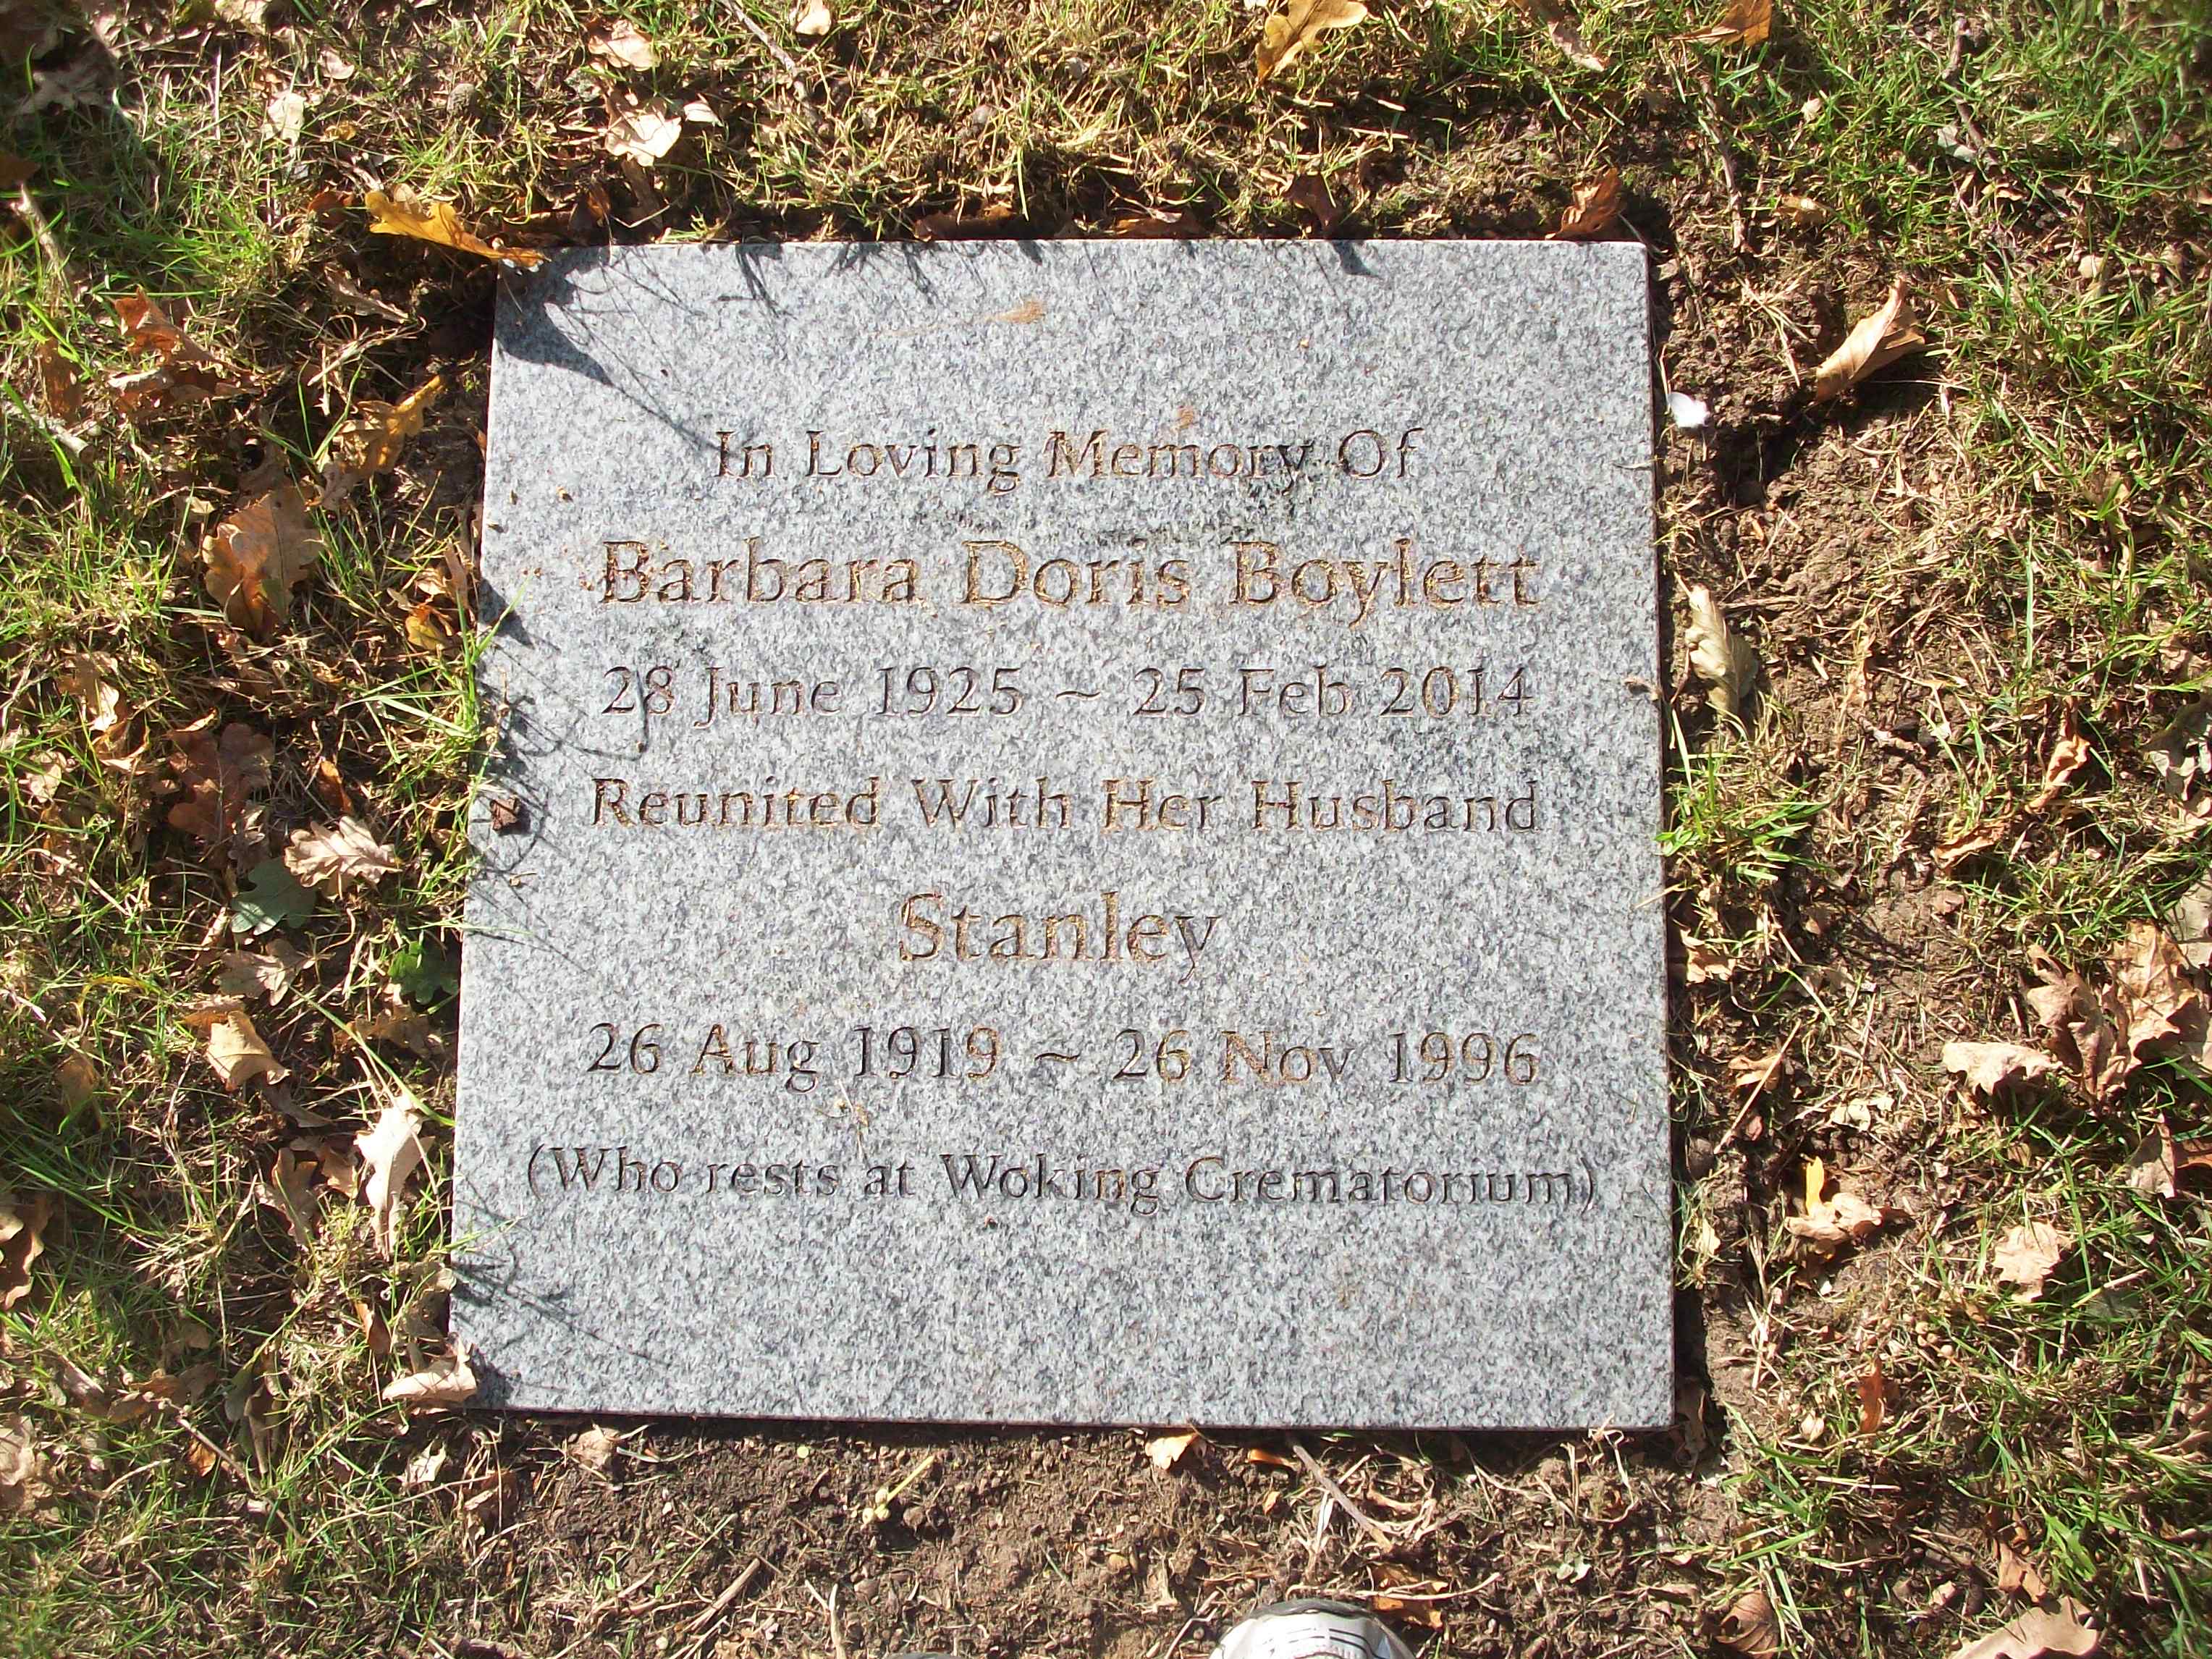 In Loving Memory Of
Barbara Doris Boylett
28 June 1925 ~ 25 Feb 2014
Reunited With Her Husband
Stanley
26 Aug 1919 ~ 26 Nov 1996
(Who rests at Woking Crematorium)